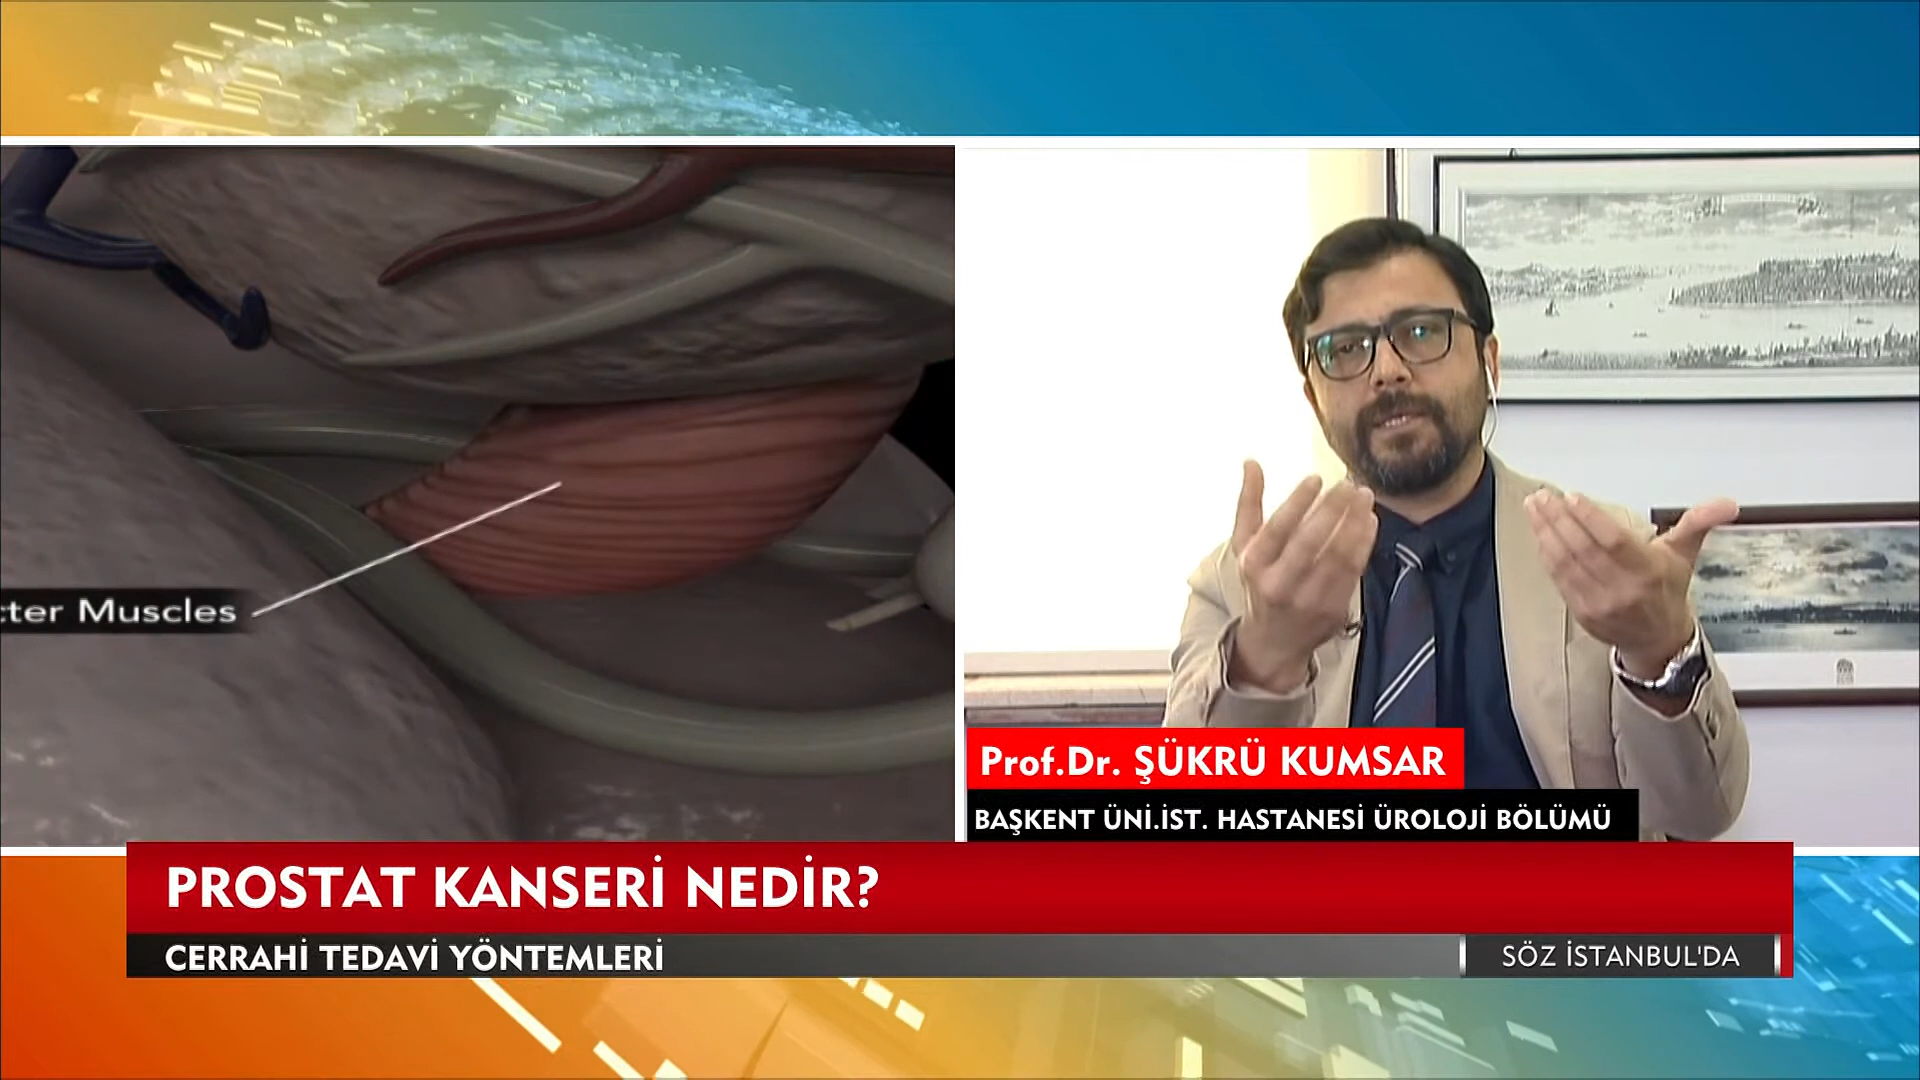 Muscles
Prof.Dr. ŞÜKRÜ KUMSAR
BAŞKENT ÜNİ.İST. HASTANESİ ÜROLOJİ BÖLÜMÜ
PROSTAT KANSERİ NEDİR?
CERRAHİ TEDAVİ YÖNTEMLERİ
SÖZ İSTANBUL'DA